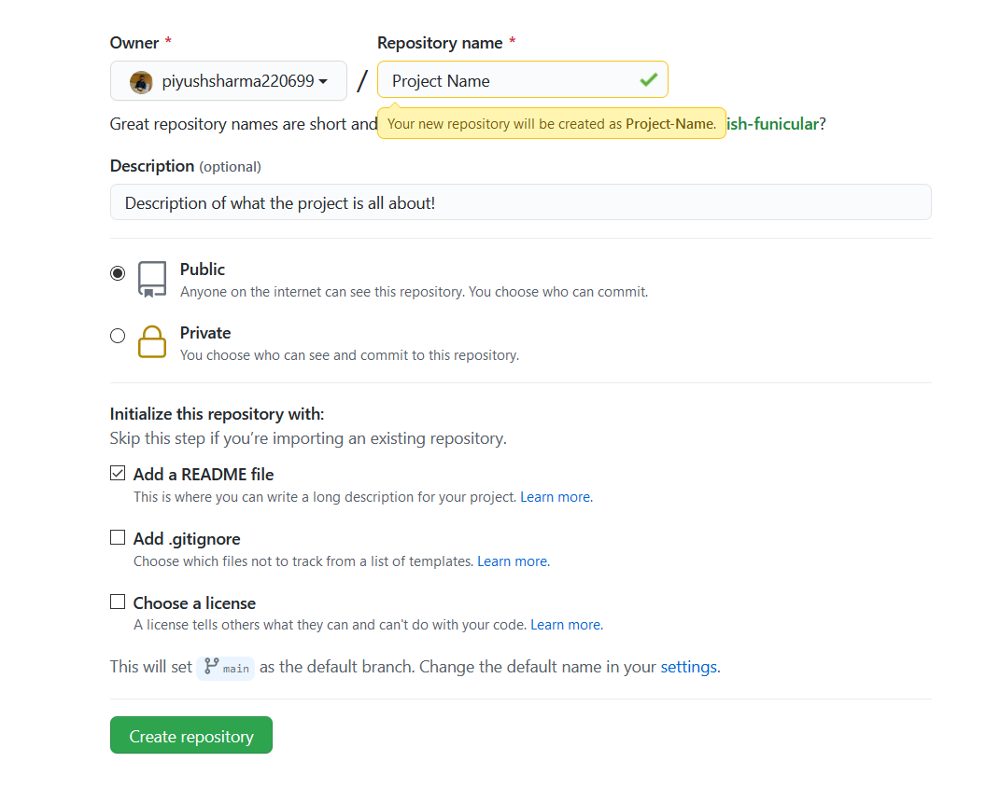 Owner * Repository name *
piyushsharma220699 / Project Name
Great repository names are short and Your new repository will be created as Project-Name. ish-funicular?
Description (optional)
Description of what the project is all about!
Public
Anyone on the internet can see this repository. You choose who can commit.
Private
You choose who can see and commit to this repository.
Initialize this repository with:
Skip this step if you’re importing an existing repository.
Add a README file
This is where you can write a long description for your project. Learn more.
Add .gitignore
Choose which files not to track from a list of templates. Learn more.
Choose a license
A license tells others what they can and can't do with your code. Learn more.
This will set main as the default branch. Change the default name in your settings.
Create repository